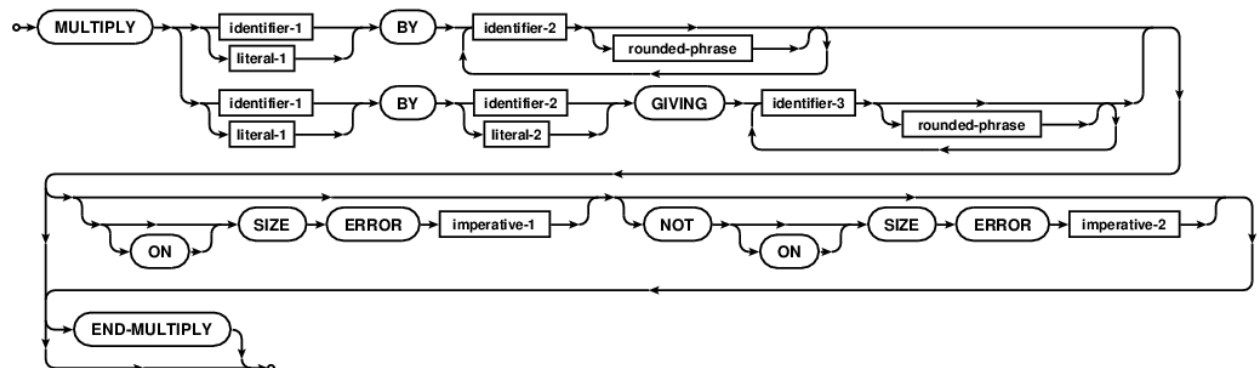 MULTIPLY identifier-1 BY identifier-2
literal-1 rounded-phrase
identifier-1 BY identifier-2 GIVING identifier-3
literal-1 literal-2 rounded-phrase
SIZE ERROR imperative-1 NOT SIZE ERROR imperative-2
ON ON
END-MULTIPLY